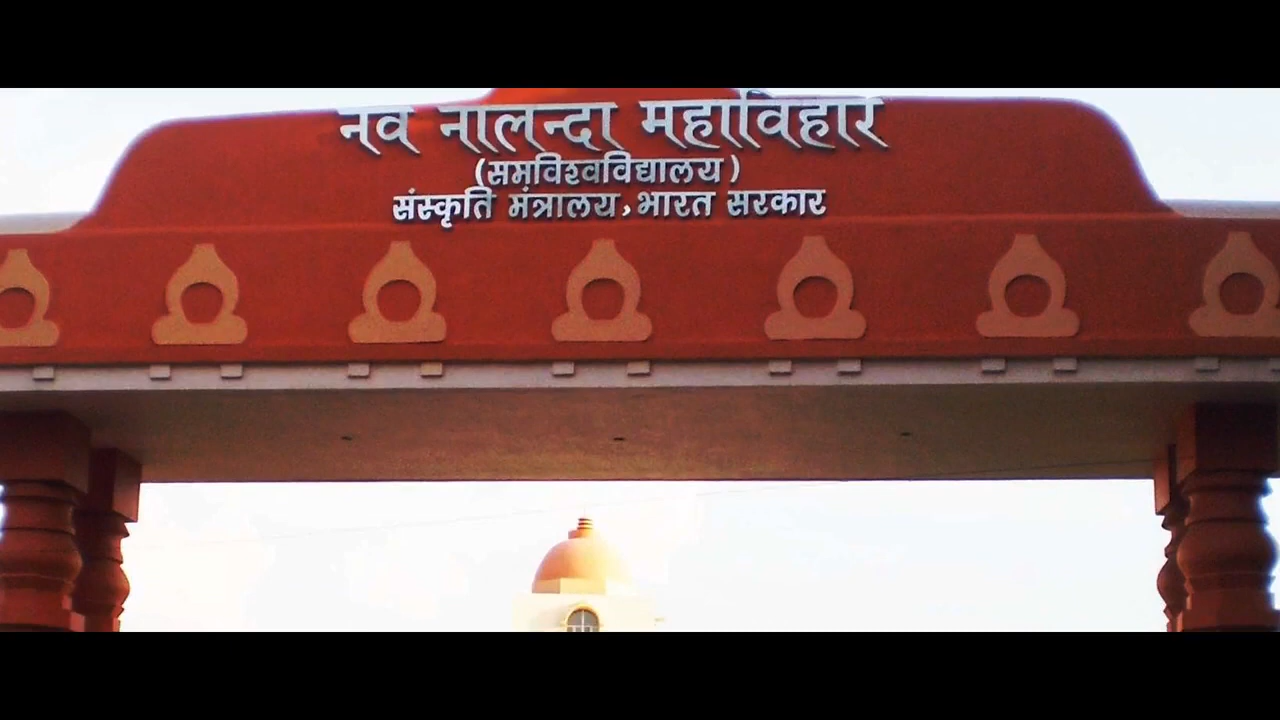 नव नालन्दा महाविहार
(समविश्वविद्यालय)
संस्कृति मंत्रालय,भारत सरकार